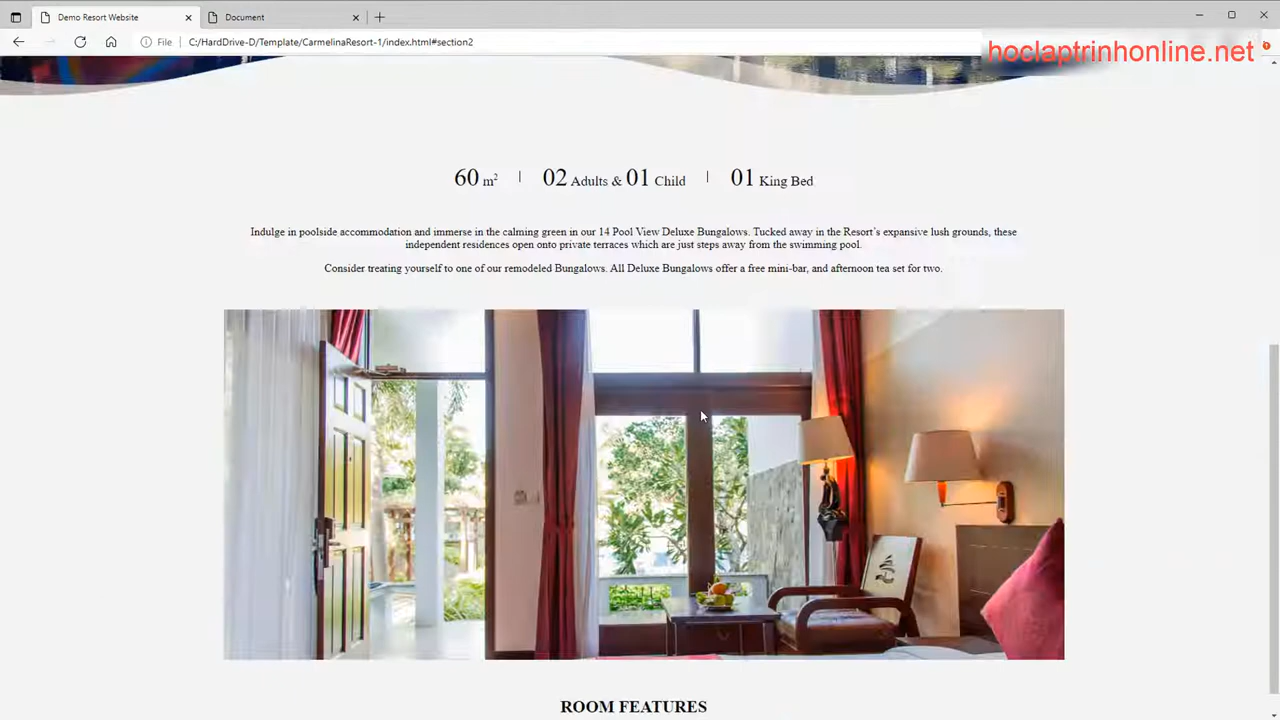 Demo Resort Website
Document
File
C:/HardDrive-D/Template/CarmelinaResort-1/index.html#section2
hoclaptrinhonline.net
60 m² | 02 Adults & 01 Child | 01 King Bed
Indulge in poolside accommodation and immerse in the calming green in our 14 Pool View Deluxe Bungalows. Tucked away in the Resort's expansive lush grounds, these
independent residences open onto private terraces which are just steps away from the swimming pool.
Consider treating yourself to one of our remodeled Bungalows. All Deluxe Bungalows offer a free mini-bar, and afternoon tea set for two.
ROOM FEATURES